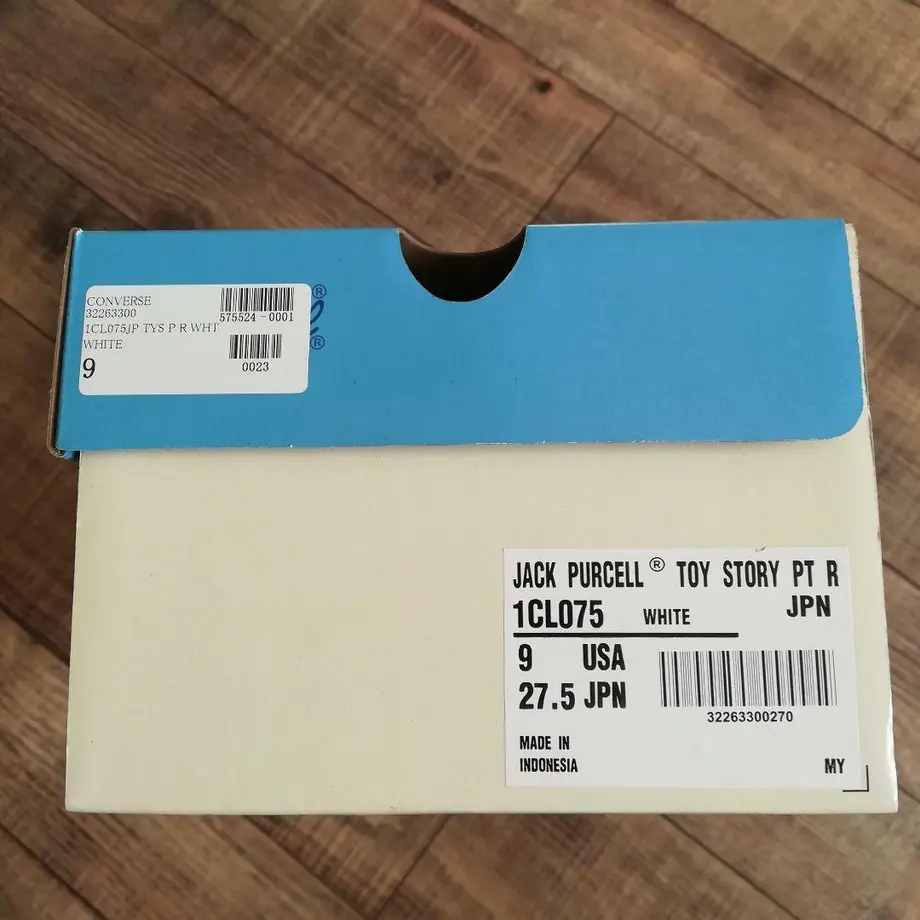 CONVERSE
32263300
575524-0001
1CL075JP TYS P R WHT
WHITE
9
0023
®
®
JACK PURCELL® TOY STORY PT R
1CL075 WHITE JPN
9 USA
27.5 JPN
32263300270
MADE IN
INDONESIA
MY